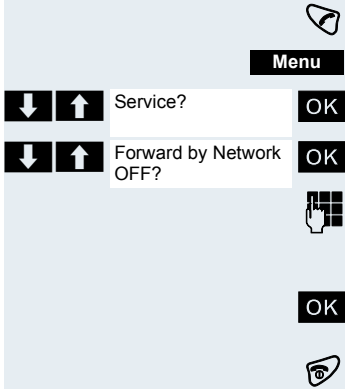 Menu
Service?
OK
Forward by Network
OFF?
OK
OK